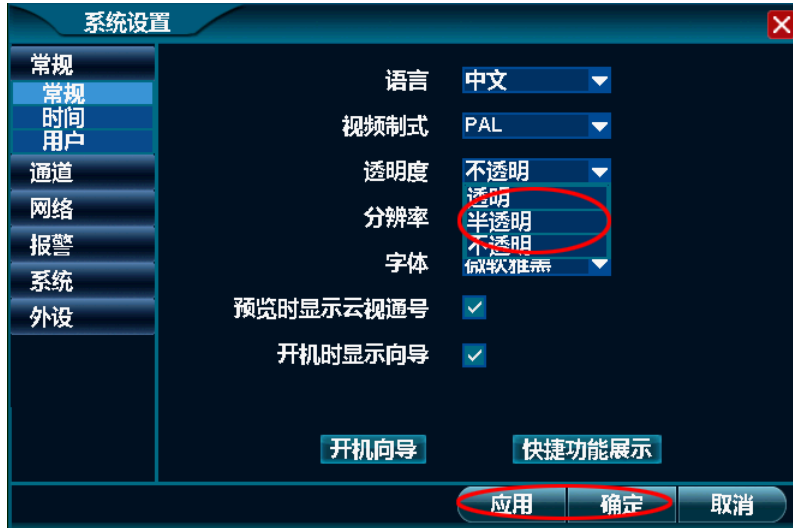 系统设置
常规
常规
时间
用户
通道
网络
报警
系统
外设
语言 中文
视频制式 PAL
透明度 不透明
透明
半透明
不透明
分辨率
字体 微软雅黑
预览时显示云视通号
开机时显示向导
开机向导 快捷功能展示
应用 确定 取消